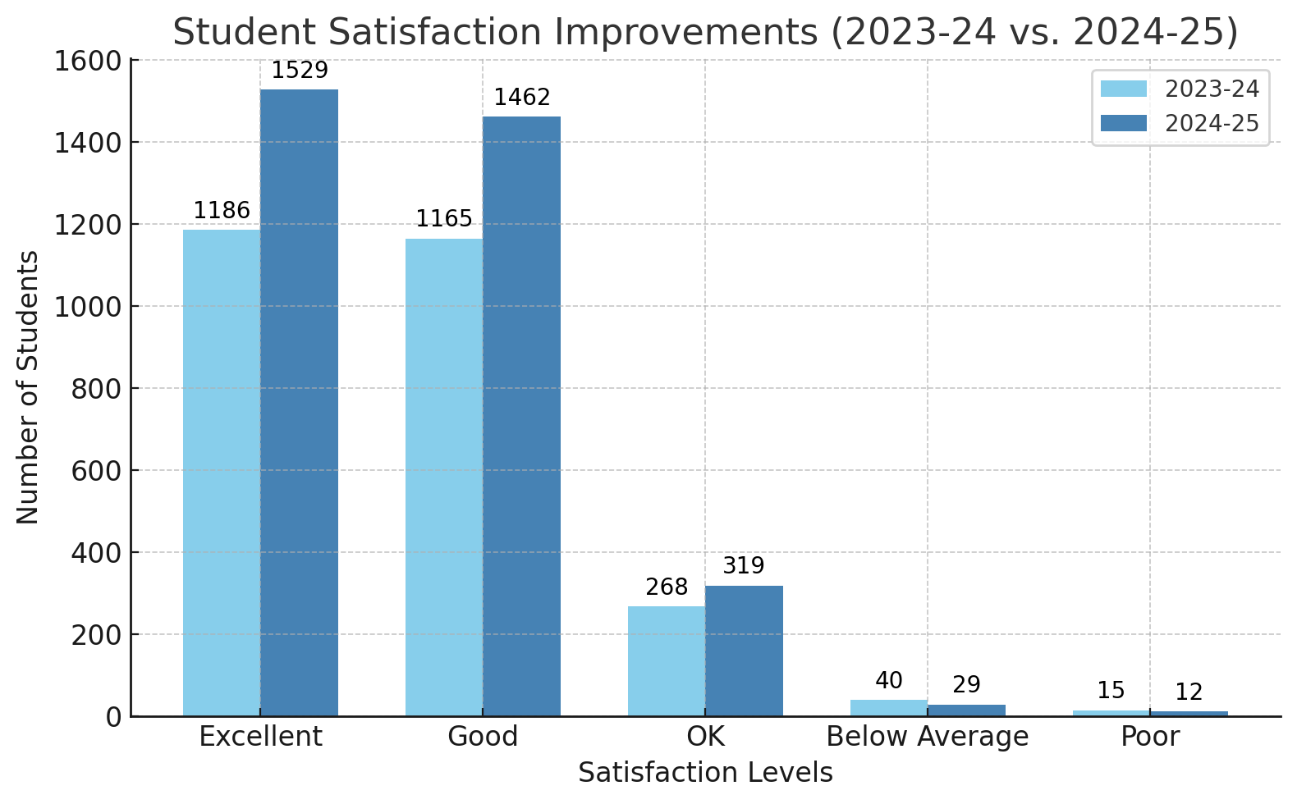 Student Satisfaction Improvements (2023-24 vs. 2024-25)
2023-24
2024-25
Number of Students
1600
1400
1200
1000
800
600
400
200
0
1186
1529
1165
1462
268
319
40
29
15
12
Excellent
Good
OK
Below Average
Poor
Satisfaction Levels